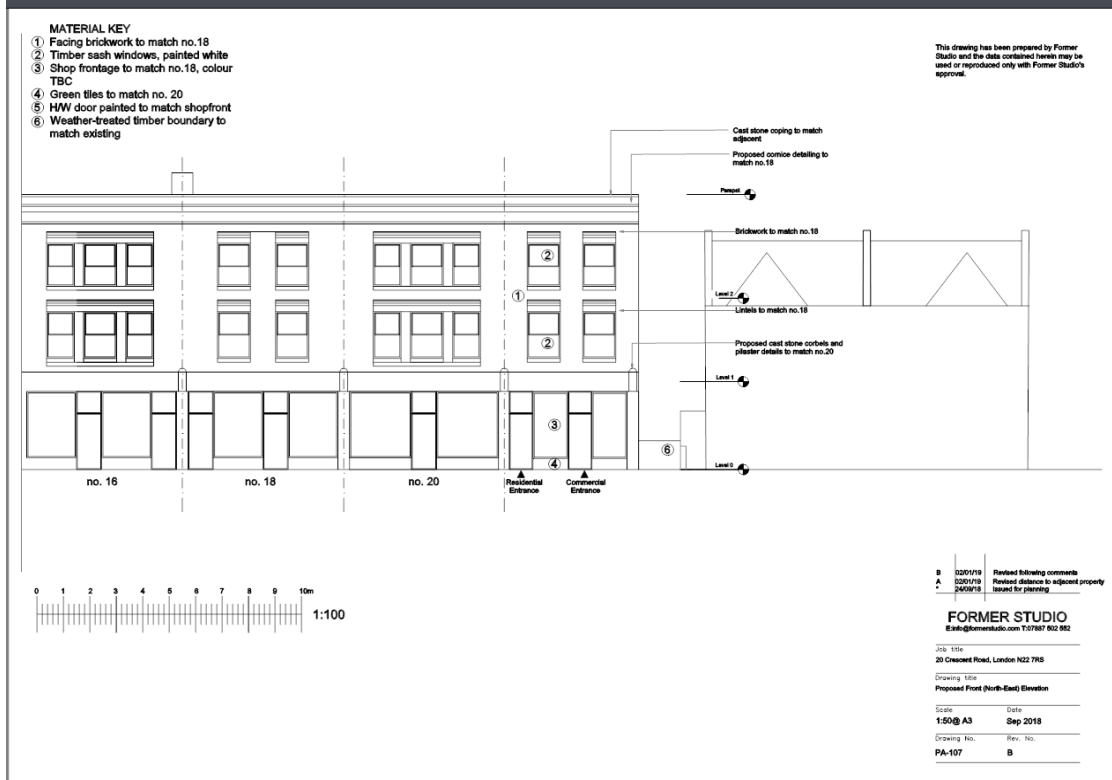 MATERIAL KEY
① Facing brickwork to match no.18
② Timber sash windows, painted white
③ Shop frontage to match no.18, colour
TBC
④ Green tiles to match no. 20
⑤ H/W door painted to match shopfront
⑥ Weather-treated timber boundary to
match existing
This drawing has been prepared by Former
Studio and the data contained herein may be
used or reproduced only with Former Studio's
approval.
Cast stone coping to match
adjacent
Proposed cornice detailing to
match no.18
Parapet
Brickwork to match no.18
②
①
Level 2
Lintels to match no.18
②
Proposed cast stone corbels and
pilaster details to match no.20
Level 1
③
⑥
④
Level 0
no. 16
no. 18
no. 20
Residential
Entrance
Commercial
Entrance
0 1 2 3 4 5 6 7 8 9 10m
1:100
B 02/01/19 Revised following comments
A 02/01/19 Revised distance to adjacent property
* 24/09/18 Issued for planning
FORMER STUDIO
E:info@formerstudio.com T:07887 602 882
Job title
20 Crescent Road, London N22 7RS
Drawing title
Proposed Front (North-East) Elevation
Scale Date
1:50@ A3 Sep 2018
Drawing No. Rev. No.
PA-107 B